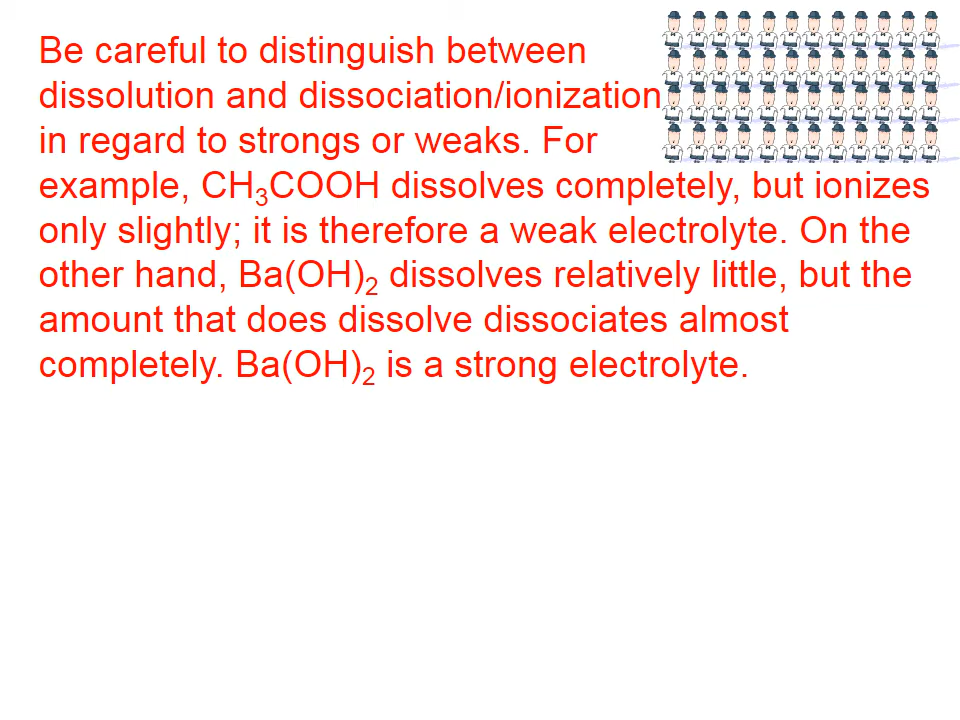 Be careful to distinguish between
dissolution and dissociation/ionization
in regard to strongs or weaks. For
example, CH₃COOH dissolves completely, but ionizes
only slightly; it is therefore a weak electrolyte. On the
other hand, Ba(OH)₂ dissolves relatively little, but the
amount that does dissolve dissociates almost
completely. Ba(OH)₂ is a strong electrolyte.